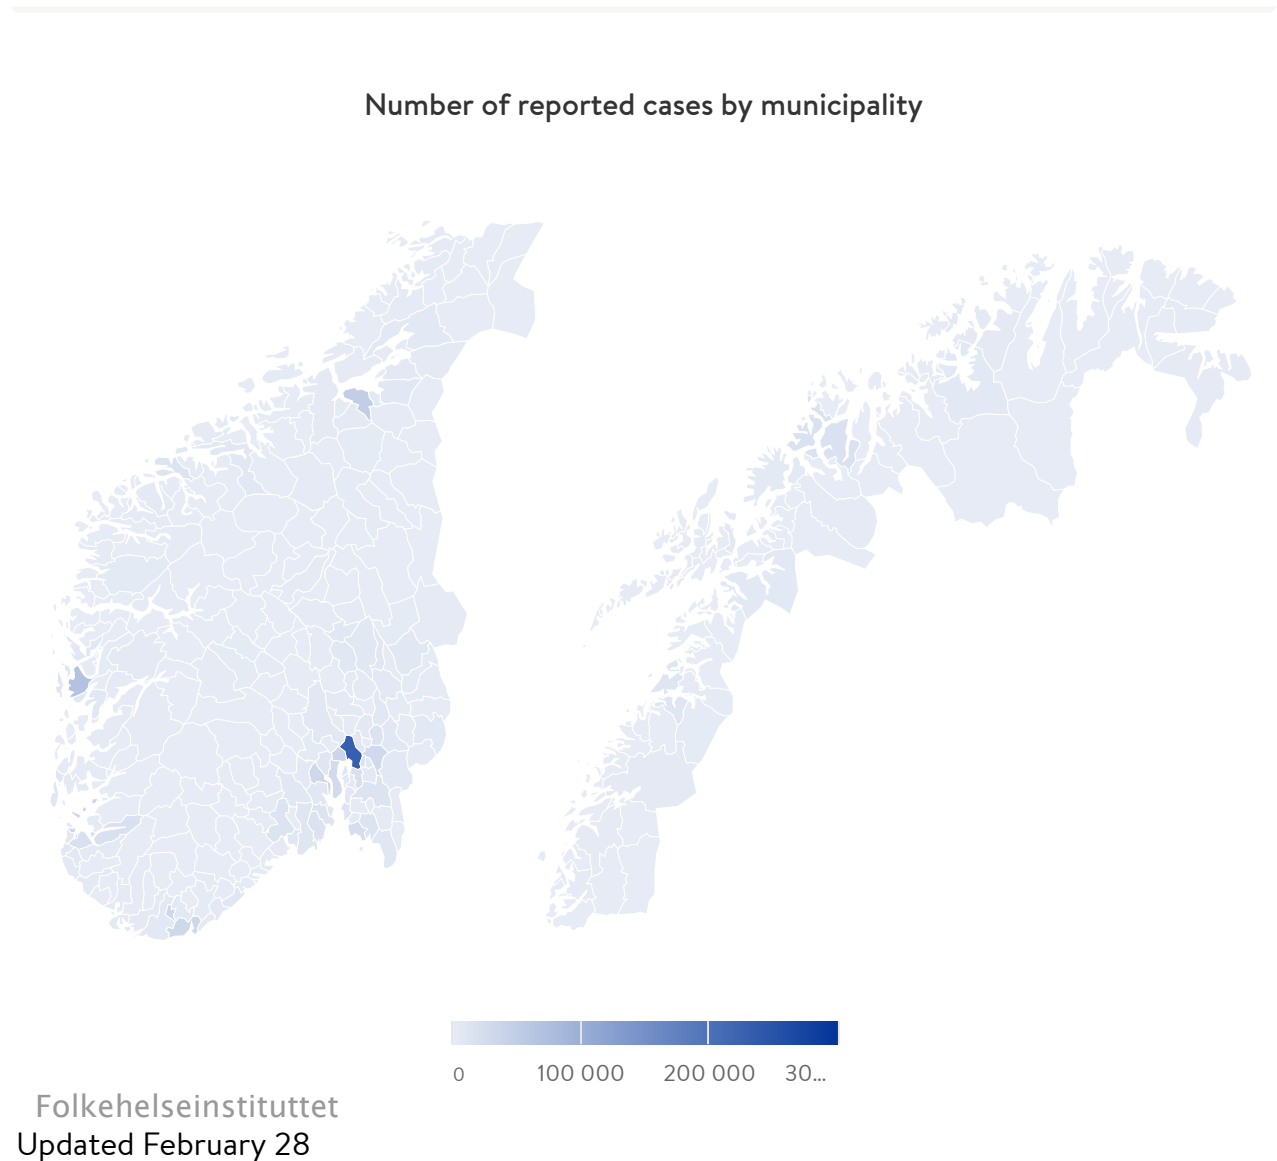 Number of reported cases by municipality
0 100 000 200 000 30...
Folkehelseinstituttet
Updated February 28